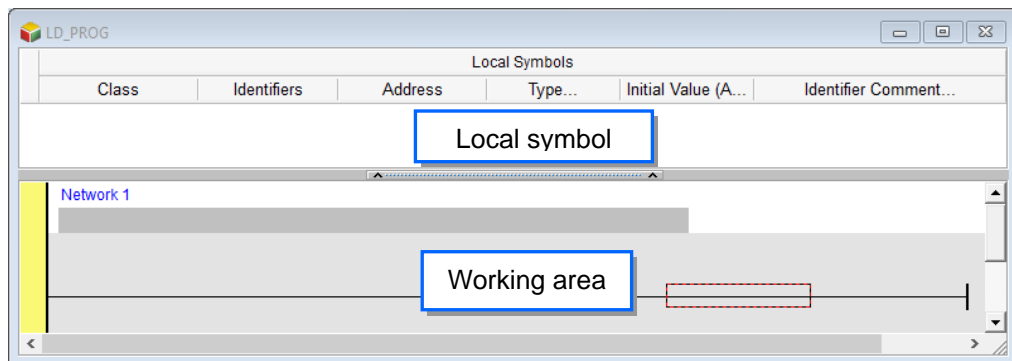 LD_PROG
Local Symbols
Class Identifiers Address Type... Initial Value (A... Identifier Comment...
Local symbol
Network 1
Working area